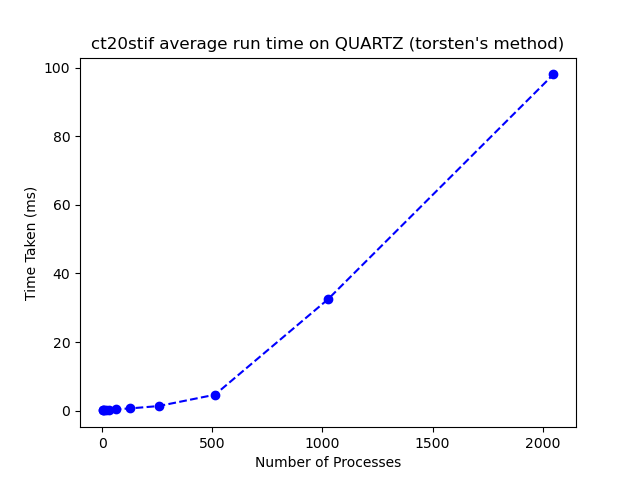 ct20stif average run time on QUARTZ (torsten's method)
100
80
60
40
20
0
Time Taken (ms)
0 500 1000 1500 2000
Number of Processes